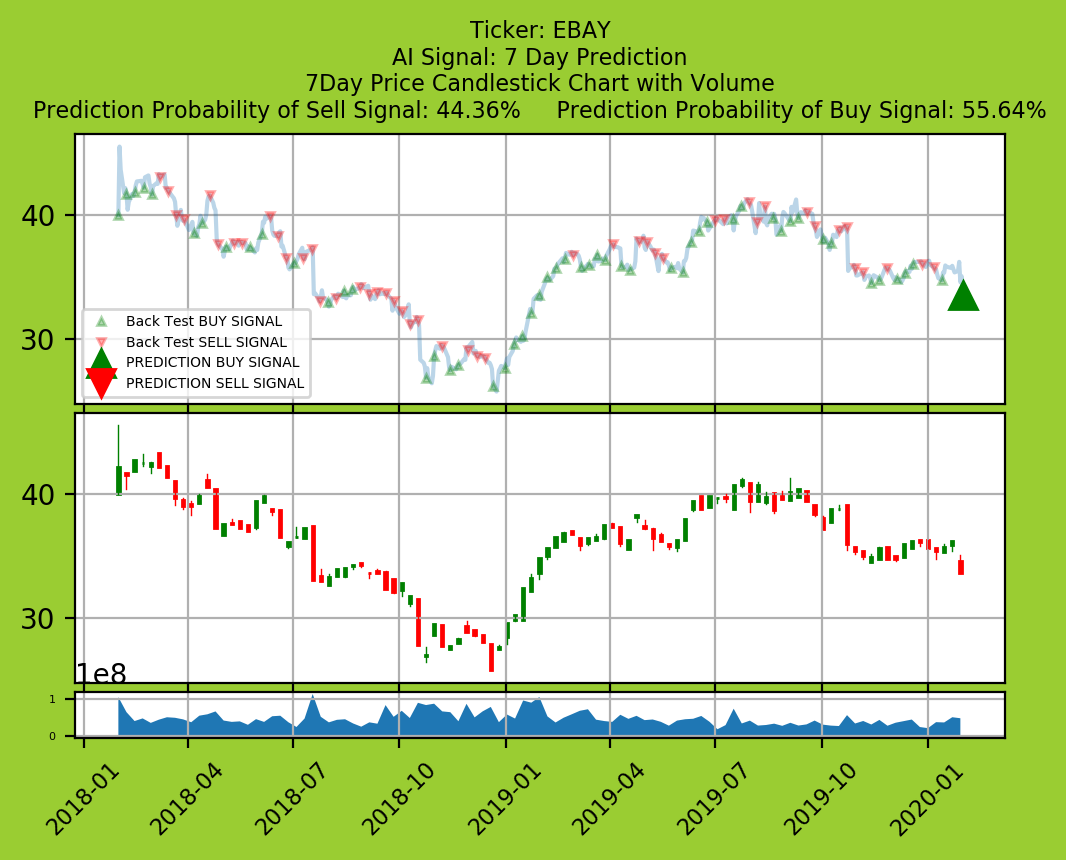 Ticker: EBAY
AI Signal: 7 Day Prediction
7Day Price Candlestick Chart with Volume
Prediction Probability of Sell Signal: 44.36% Prediction Probability of Buy Signal: 55.64%
40
30
Back Test BUY SIGNAL
Back Test SELL SIGNAL
PREDICTION BUY SIGNAL
PREDICTION SELL SIGNAL
40
30
1e8
1
0
2018-01 2018-04 2018-07 2018-10 2019-01 2019-04 2019-07 2019-10 2020-01